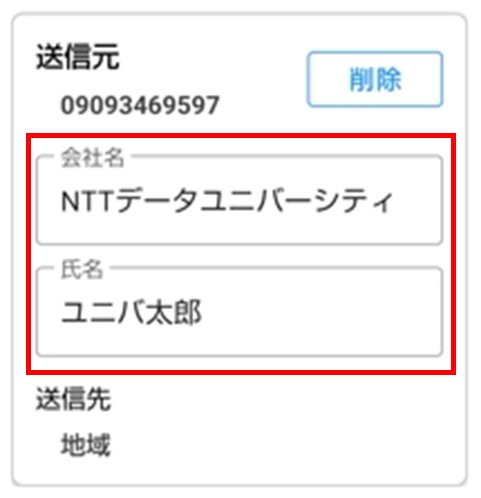 送信元
削除
09093469597
会社名
NTTデータユニバーシティ
氏名
ユニバ太郎
送信先
地域